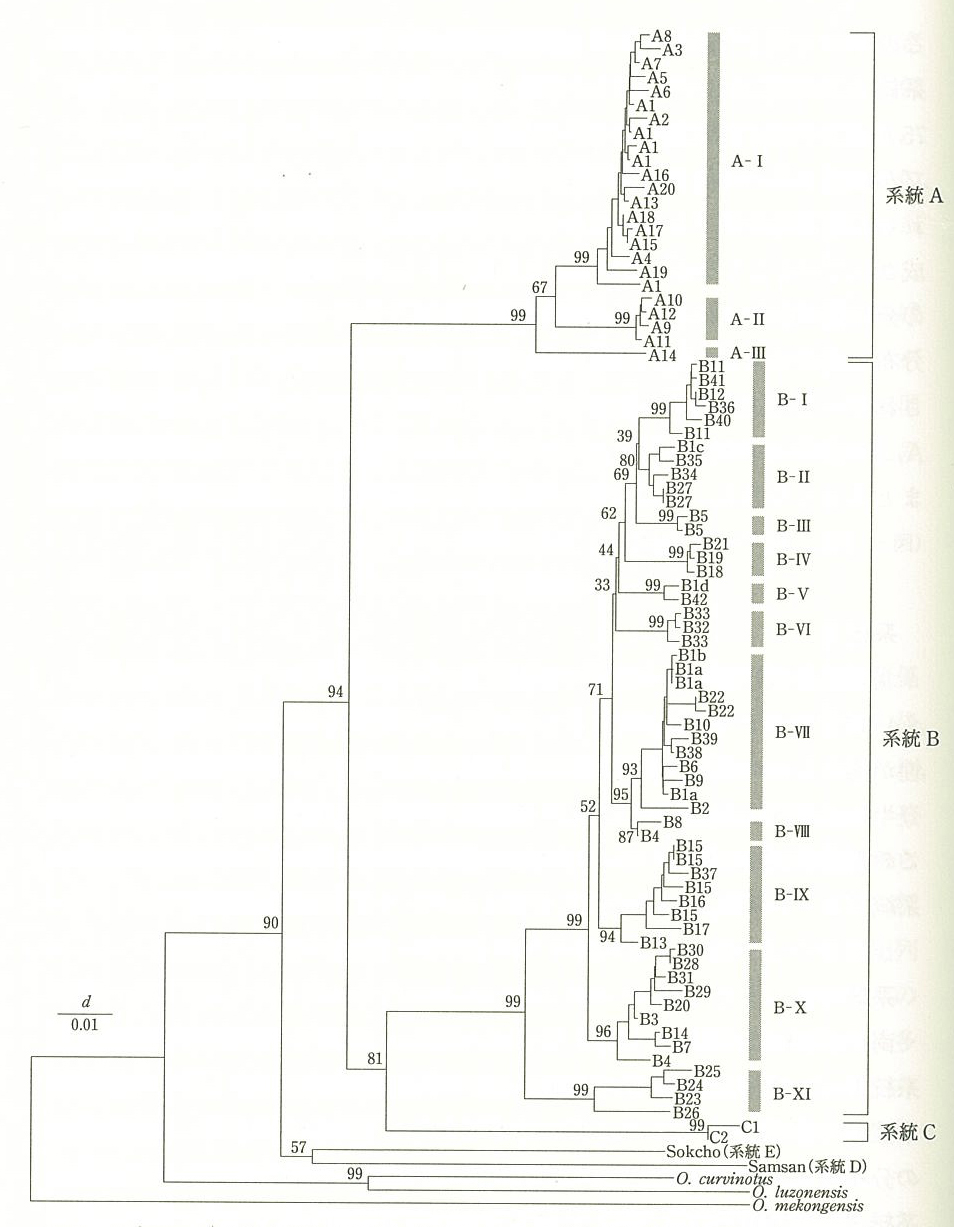 A8
A3
A7
A5
A6
A1
A2
A1
A1
A1
A-I
A16
A20
A13
系統 A
A18
A17
A15
A4
99
A19
A1
67
A10
99
A12
99
A-II
A9
A11
A14
A-III
B11
B41
B12
B-I
B36
99
B40
B11
39
B1c
80
B35
69
B34
B-II
B27
B27
62
99
B5
B-III
B5
44
B21
99
B19
B-IV
B18
33
99
B1d
B-V
B42
B33
99
B32
B-VI
B33
B1b
B1a
B1a
94
71
B22
B22
B10
B-VII
B39
系統 B
B38
93
B6
B9
95
B1a
52
B2
B8
B-VIII
87
B4
B15
B15
B37
B15
B-IX
B16
B15
90
99
B17
94
B13
B30
B28
B31
d
0.01
99
B29
B20
B-X
B3
96
B14
B7
81
B4
B25
99
B24
B-XI
B23
B26
99
C1
系統 C
C2
57
Sokcho (系統 E)
Samsan (系統 D)
99
O. curvinotus
O. luzonensis
O. mekongensis